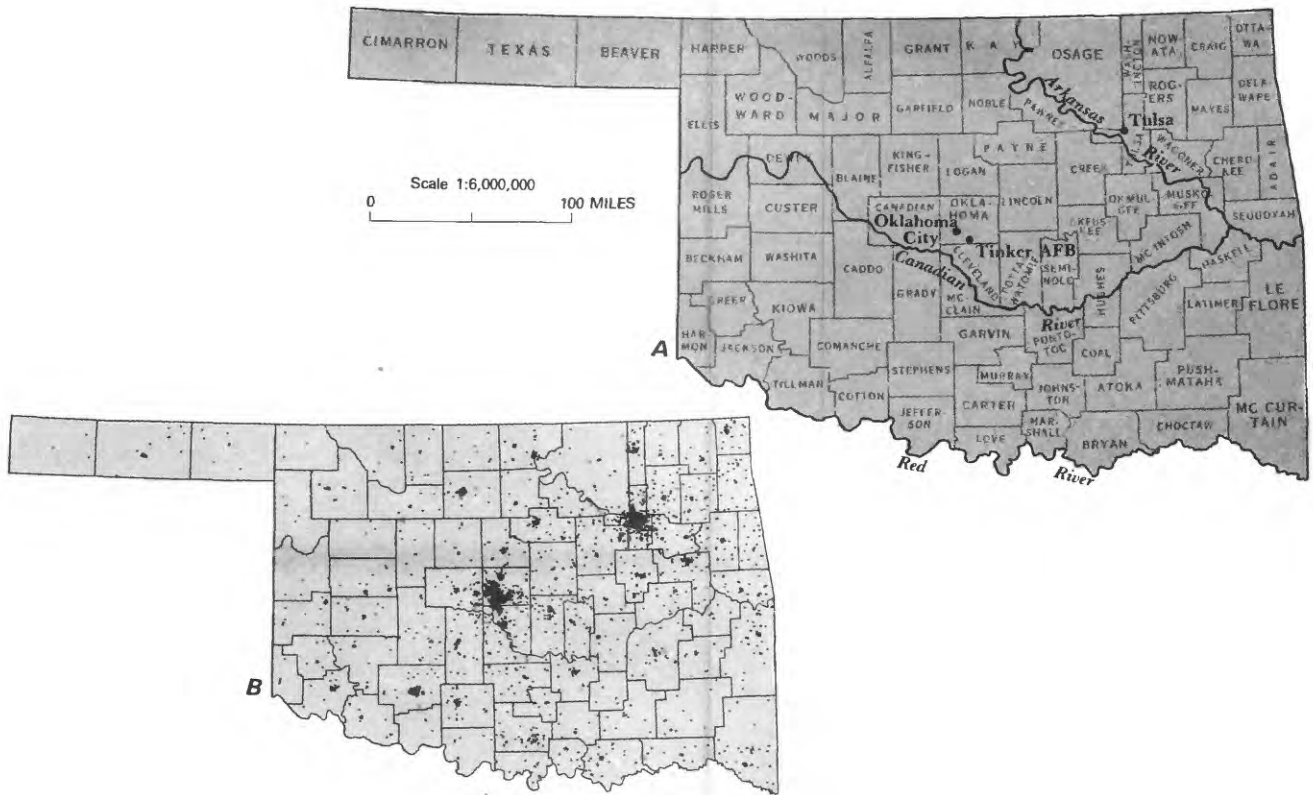 CIMARRON
TEXAS
BEAVER
HARPER
WOODS
ALFALFA
GRANT
KAY
OSAGE
WASH-
INGTON
NOW-
ATA
CRAIG
OTTA-
WA
ELLIS
WOOD-
WARD
MAJOR
GARFIELD
NOBLE
PAWNEE
Arkansas
River
ROG-
ERS
MAYES
DELA-
WARE
Tulsa
TULSA
WAGONER
CHERO-
KEE
ADAIR
Scale 1:6,000,000
0 100 MILES
ROGER
MILLS
DEWEY
CUSTER
BLAINE
KING-
FISHER
LOGAN
PAYNE
CREEK
LINCOLN
CANADIAN
OKLA-
HOMA
Oklahoma
City
Tinker AFB
OKMUL-
GEE
MUSKO-
GEE
OKFUS-
KEE
MC INTOSH
SEQUOYAH
HASKELL
BECKHAM
WASHITA
CADDO
Canadian
River
GRADY
CLEVELAND
MC
CLAIN
POTTA-
WATOMIE
SEMI-
NOLE
HUGHES
PITTSBURG
LATIMER
LE
FLORE
GREER
KIOWA
HAR-
MON
JACKSON
COMANCHE
GARVIN
PONTO-
TOC
COAL
A
TILLMAN
COTTON
STEPHENS
MURRAY
JOHNS-
TON
ATOKA
PUSH-
MATAHA
MC CUR-
TAIN
JEFFER-
SON
CARTER
LOVE
MAR-
SHALL
BRYAN
CHOCTAW
Red
River
B